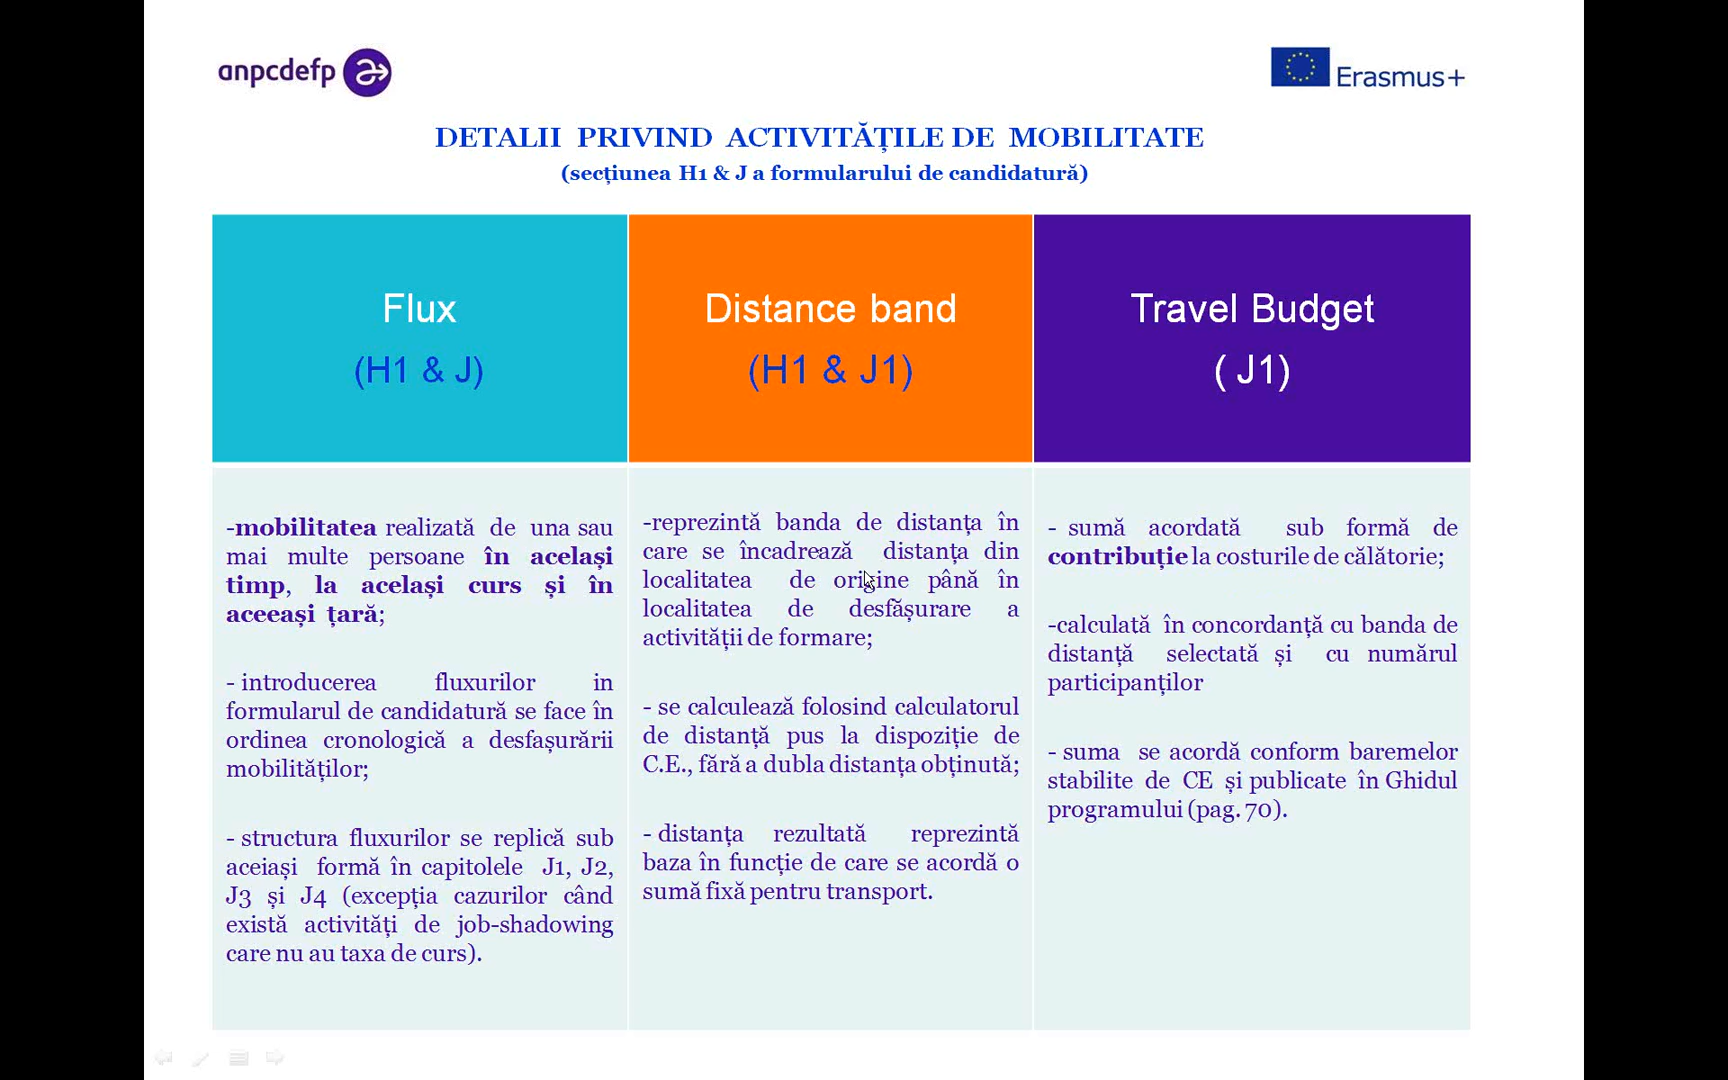 anpcdefp
Erasmus+
DETALII PRIVIND ACTIVITĂȚILE DE MOBILITATE
(secțiunea H1 & J a formularului de candidatură)
Flux
(H1 & J)
Distance band
(H1 & J1)
Travel Budget
( J1)
-mobilitatea realizată de una sau
mai multe persoane în același
timp, la același curs și în
aceeași țară;
- introducerea fluxurilor in
formularul de candidatură se face în
ordinea cronologică a desfașurării
mobilităților;
- structura fluxurilor se replică sub
aceiași formă în capitolele J1, J2,
J3 și J4 (excepția cazurilor când
există activități de job-shadowing
care nu au taxa de curs).
-reprezintă banda de distanța în
care se încadrează distanța din
localitatea de origine până în
localitatea de desfășurare a
activității de formare;
- se calculează folosind calculatorul
de distanță pus la dispoziție de
C.E., fără a dubla distanța obținută;
- distanța rezultată reprezintă
baza în funcție de care se acordă o
sumă fixă pentru transport.
- sumă acordată sub formă de
contribuție la costurile de călătorie;
-calculată în concordanță cu banda de
distanță selectată și cu numărul
participanților
- suma se acordă conform baremelor
stabilite de CE și publicate în Ghidul
programului (pag. 70).